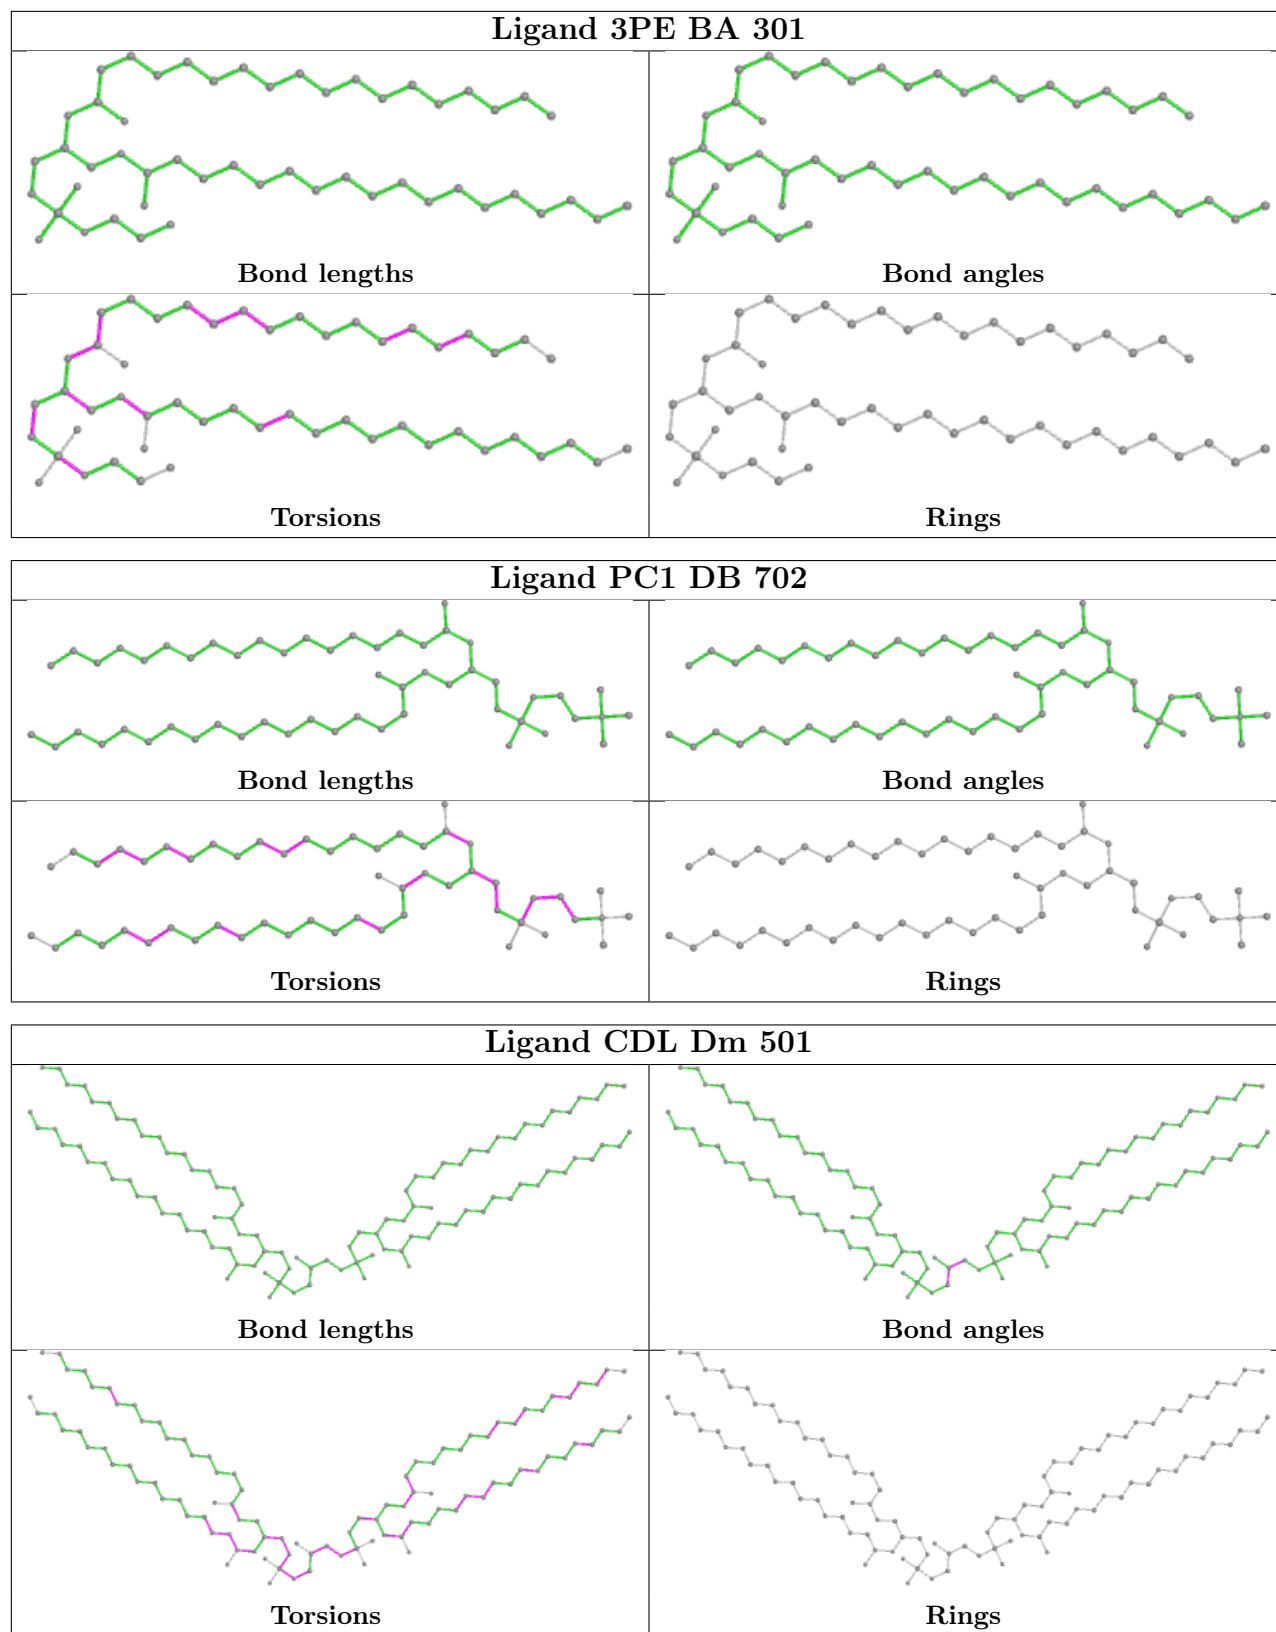 Ligand 3PE BA 301
Bond lengths
Bond angles
Torsions
Rings
Ligand PC1 DB 702
Bond lengths
Bond angles
Torsions
Rings
Ligand CDL Dm 501
Bond lengths
Bond angles
Torsions
Rings